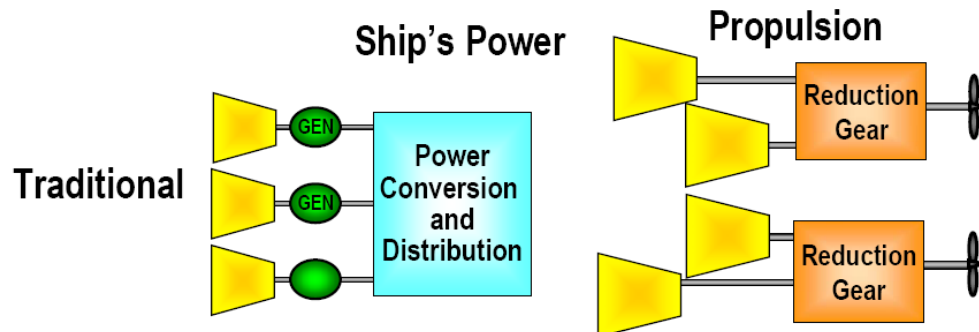 Ship's Power
Propulsion
Traditional
GEN
GEN
Power
Conversion
and
Distribution
Reduction
Gear
Reduction
Gear